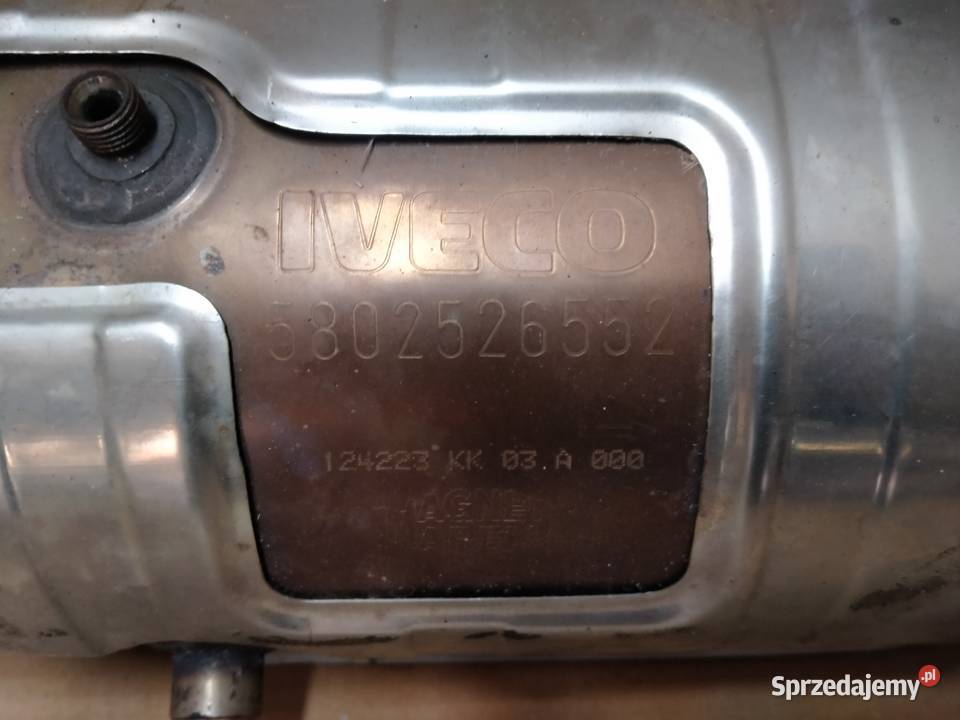 IVECO
5802526552
124223 KK 03 A 000
Sprzedajemy.pl